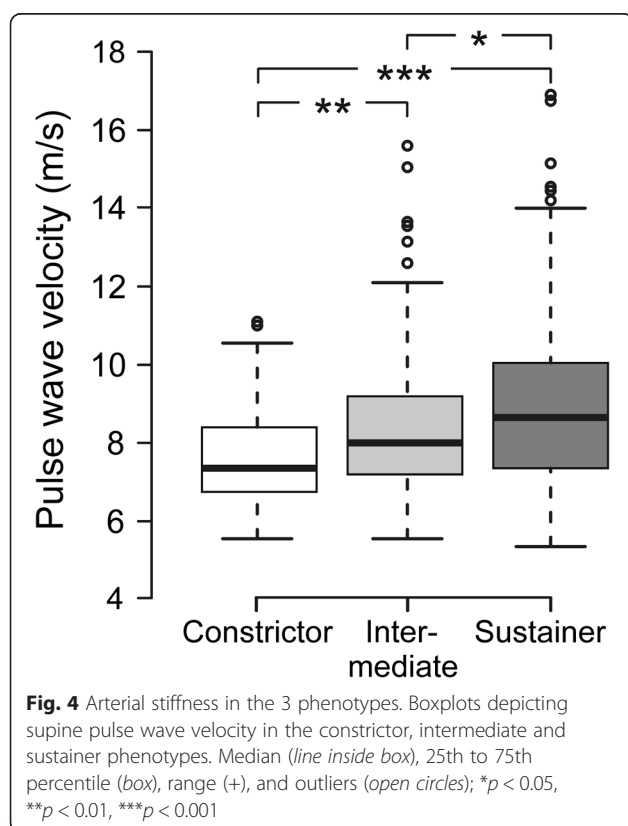 18
16
14
12
10
8
6
4
Pulse wave velocity (m/s)
*
***
**
Constrictor
Inter-
mediate
Sustainer
Fig. 4 Arterial stiffness in the 3 phenotypes. Boxplots depicting
supine pulse wave velocity in the constrictor, intermediate and
sustainer phenotypes. Median (line inside box), 25th to 75th
percentile (box), range (+), and outliers (open circles); *p < 0.05,
**p < 0.01, ***p < 0.001